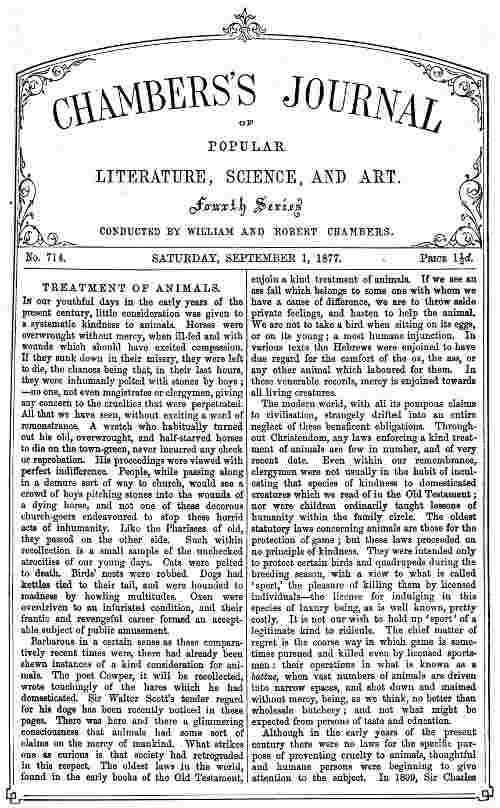 CHAMBERS'S JOURNAL
OF
POPULAR
LITERATURE, SCIENCE, AND ART.
Fourth Series
CONDUCTED BY WILLIAM AND ROBERT CHAMBERS.
No. 714. SATURDAY, SEPTEMBER 1, 1877. PRICE 1½d.
TREATMENT OF ANIMALS.
IN our youthful days in the early years of the
present century, little consideration was given to
a systematic kindness to animals. Horses were
overwrought without mercy, when ill-fed and with
wounds which should have excited compassion.
If they sunk down in their misery, they were left
to die, the chances being that, in their last hours,
they were inhumanly pelted with stones by boys;
—no one, not even magistrates or clergymen, giving
any concern to the cruelties that were perpetrated.
All that we have seen, without exciting a word of
remonstrance. A wretch who habitually turned
out his old, overwrought, and half-starved horses
to die on the town-green, never incurred any check
or reprobation. His proceedings were viewed with
perfect indifference. People, while passing along
in a demure sort of way to church, would see a
crowd of boys pitching stones into the wounds of
a dying horse, and not one of these decorous
church-goers endeavoured to stop these horrid
acts of inhumanity. Like the Pharisees of old,
they passed on the other side. Such within
recollection is a small sample of the unchecked
atrocities of our young days. Cats were pelted
to death. Birds' nests were robbed. Dogs had
kettles tied to their tail, and were hounded to
madness by howling multitudes. Oxen were
overdriven to an infuriated condition, and their
frantic and revengeful career formed an accept-
able subject of public amusement.
Barbarous in a certain sense as these compara-
tively recent times were, there had already been
shewn instances of a kind consideration for ani-
mals. The poet Cowper, it will be recollected,
wrote touchingly of the hares which he had
domesticated. Sir Walter Scott's tender regard
for his dogs has been recently noticed in these
pages. There was here and there a glimmering
consciousness that animals had some sort of
claims on the mercy of mankind. What strikes
one as curious is that society had retrograded
in this respect. The oldest laws in the world,
found in the early books of the Old Testament,
enjoin a kind treatment of animals. If we see an
ass fall which belongs to some one with whom we
have a cause of difference, we are to throw aside
private feelings, and hasten to help the animal.
We are not to take a bird when sitting on its eggs,
or on its young; a most humane injunction. In
various texts the Hebrews were enjoined to have
due regard for the comfort of the ox, the ass, or
any other animal which laboured for them. In
these venerable records, mercy is enjoined towards
all living creatures.
The modern world, with all its pompous claims
to civilisation, strangely drifted into an entire
neglect of these beneficent obligations. Through-
out Christendom, any laws enforcing a kind treat-
ment of animals are few in number, and of very
recent date. Even within our remembrance,
clergymen were not usually in the habit of incul-
cating that species of kindness to domesticated
creatures which we read of in the Old Testament;
nor were children ordinarily taught lessons of
humanity within the family circle. The oldest
statutory laws concerning animals are those for the
protection of game; but these laws proceeded on
no principle of kindness. They were intended only
to protect certain birds and quadrupeds during the
breeding season, with a view to what is called
'sport,' the pleasure of killing them by licensed
individuals—the license for indulging in this
species of luxury being, as is well known, pretty
costly. It is not our wish to hold up 'sport' of a
legitimate kind to ridicule. The chief matter of
regret is the coarse way in which game is some-
times pursued and killed even by licensed sports-
men: their operations in what is known as a
battue, when vast numbers of animals are driven
into narrow spaces, and shot down and maimed
without mercy, being, as we think, no better than
wholesale butchery; and not what might be
expected from persons of taste and education.
Although in the early years of the present
century there were no laws for the specific pur-
pose of preventing cruelty to animals, thoughtful
and humane persons were beginning to give
attention to the subject. In 1809, Sir Charles